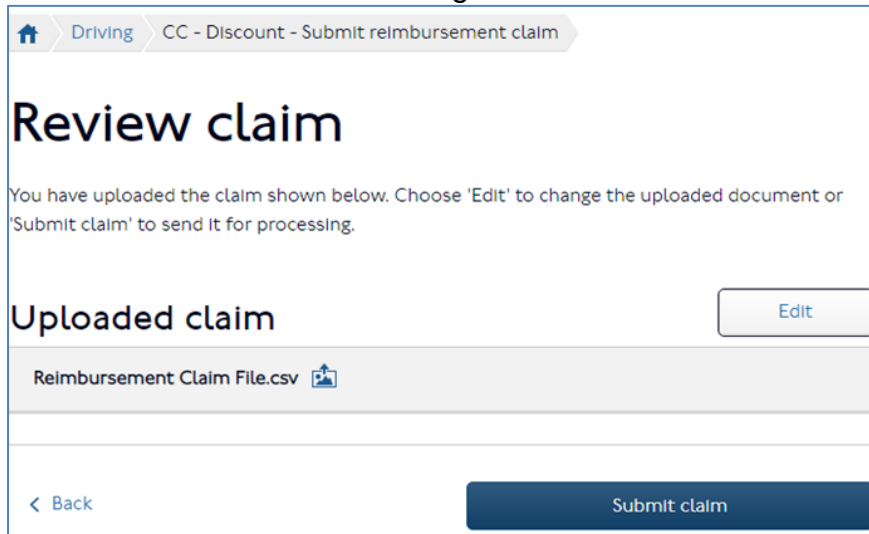 Driving CC - Discount - Submit reimbursement claim
Review claim
You have uploaded the claim shown below. Choose 'Edit' to change the uploaded document or
'Submit claim' to send it for processing.
Uploaded claim Edit
Reimbursement Claim File.csv
Back Submit claim